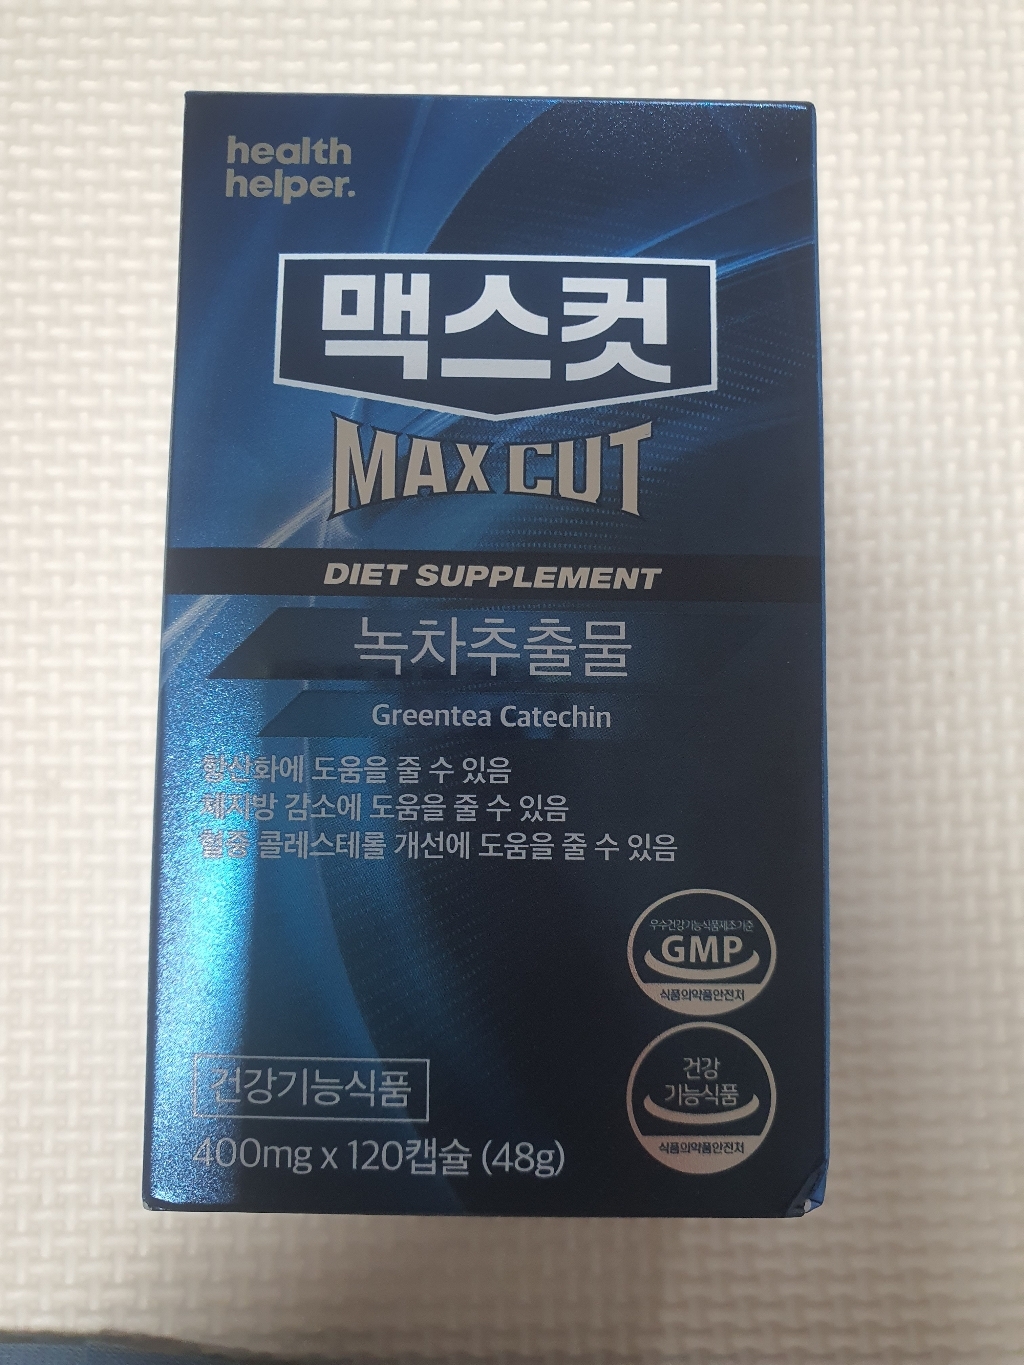 health
helper.
맥스컷
MAX CUT
DIET SUPPLEMENT
녹차추출물
Greentea Catechin
항산화에 도움을 줄 수 있음
체지방 감소에 도움을 줄 수 있음
혈중 콜레스테롤 개선에 도움을 줄 수 있음
우수건강기능식품제조기준
GMP
식품의약품안전처
건강
기능식품
식품의약품안전처
건강기능식품
400mg x 120캡슐 (48g)